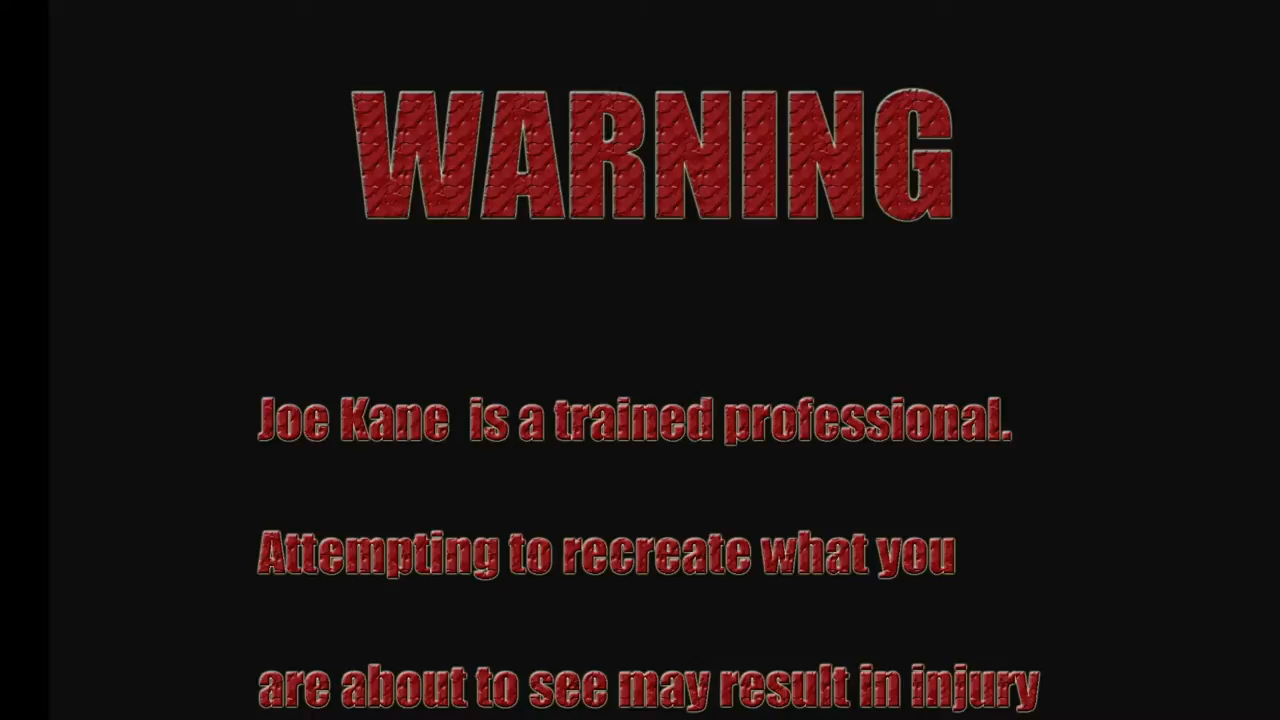 WARNING
Joe Kane is a trained professional.
Attempting to recreate what you
are about to see may result in injury